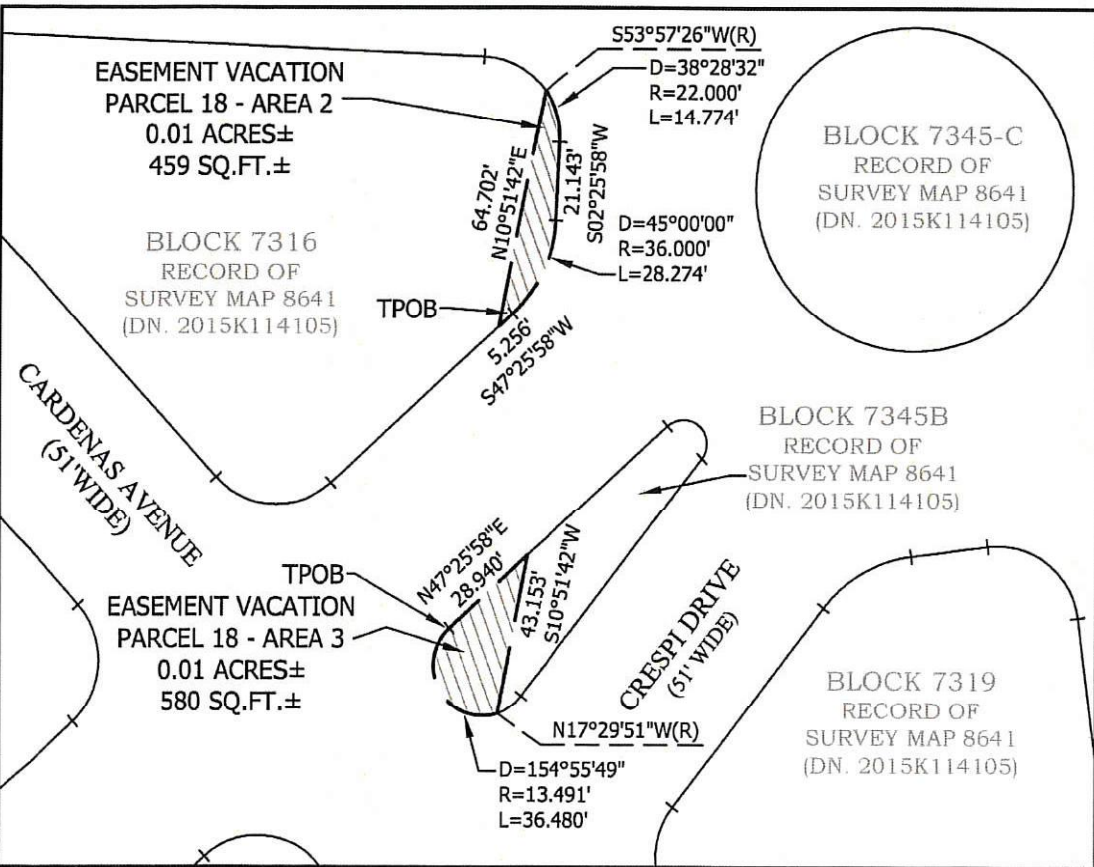 S53°57'26"W(R)
D=38°28'32"
R=22.000'
L=14.774'
EASEMENT VACATION
PARCEL 18 - AREA 2
0.01 ACRES±
459 SQ.FT.±
64.702'
N10°51'42"E
21.143'
S02°25'58"W
BLOCK 7345-C
RECORD OF
SURVEY MAP 8641
(DN. 2015K114105)
D=45°00'00"
R=36.000'
L=28.274'
BLOCK 7316
RECORD OF
SURVEY MAP 8641
(DN. 2015K114105)
TPOB
5.256'
S47°25'58"W
CARDENAS AVENUE
(51'WIDE)
BLOCK 7345B
RECORD OF
SURVEY MAP 8641
(DN. 2015K114105)
TPOB
N47°25'58"E
28.940'
43.153'
S10°51'42"W
EASEMENT VACATION
PARCEL 18 - AREA 3
0.01 ACRES±
580 SQ.FT.±
CRESPI DRIVE
(51' WIDE)
BLOCK 7319
RECORD OF
SURVEY MAP 8641
(DN. 2015K114105)
N17°29'51"W(R)
D=154°55'49"
R=13.491'
L=36.480'